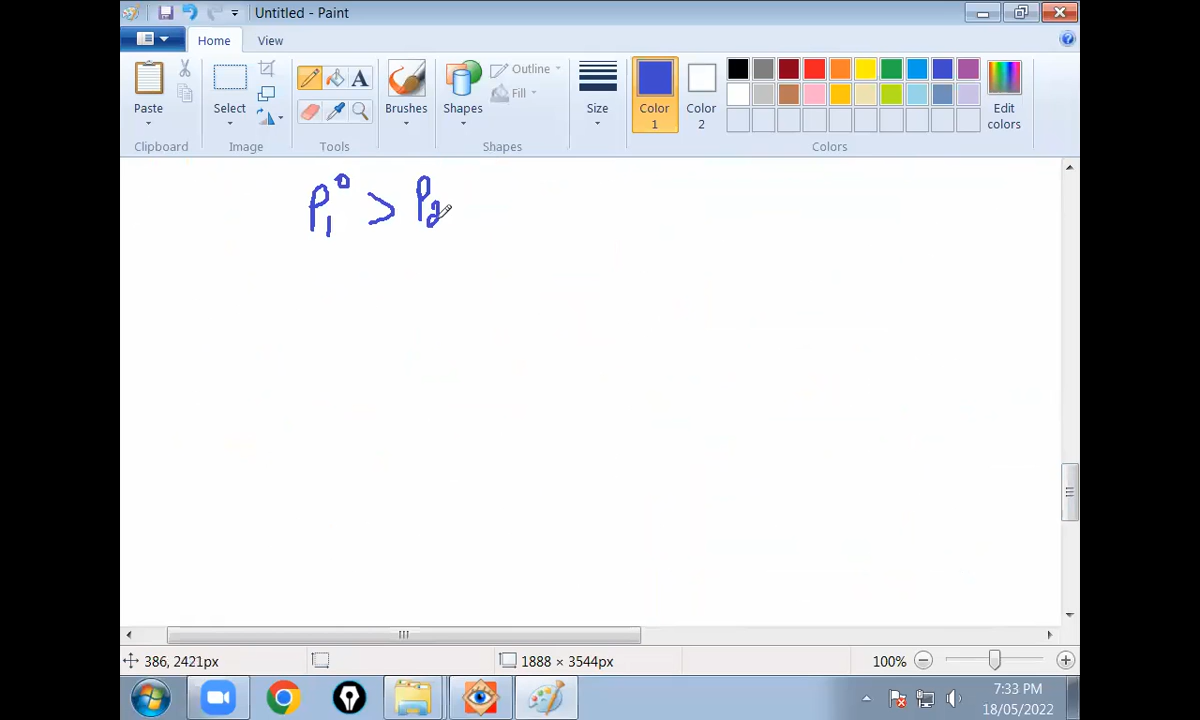 Untitled - Paint
Home View
Paste
Select
Brushes
Shapes
Outline
Fill
Size
Color 1
Color 2
Edit colors
Clipboard Image Tools Shapes Colors
P₁⁰ > P₂
386, 2421px 1888 × 3544px 100%
7:33 PM
18/05/2022